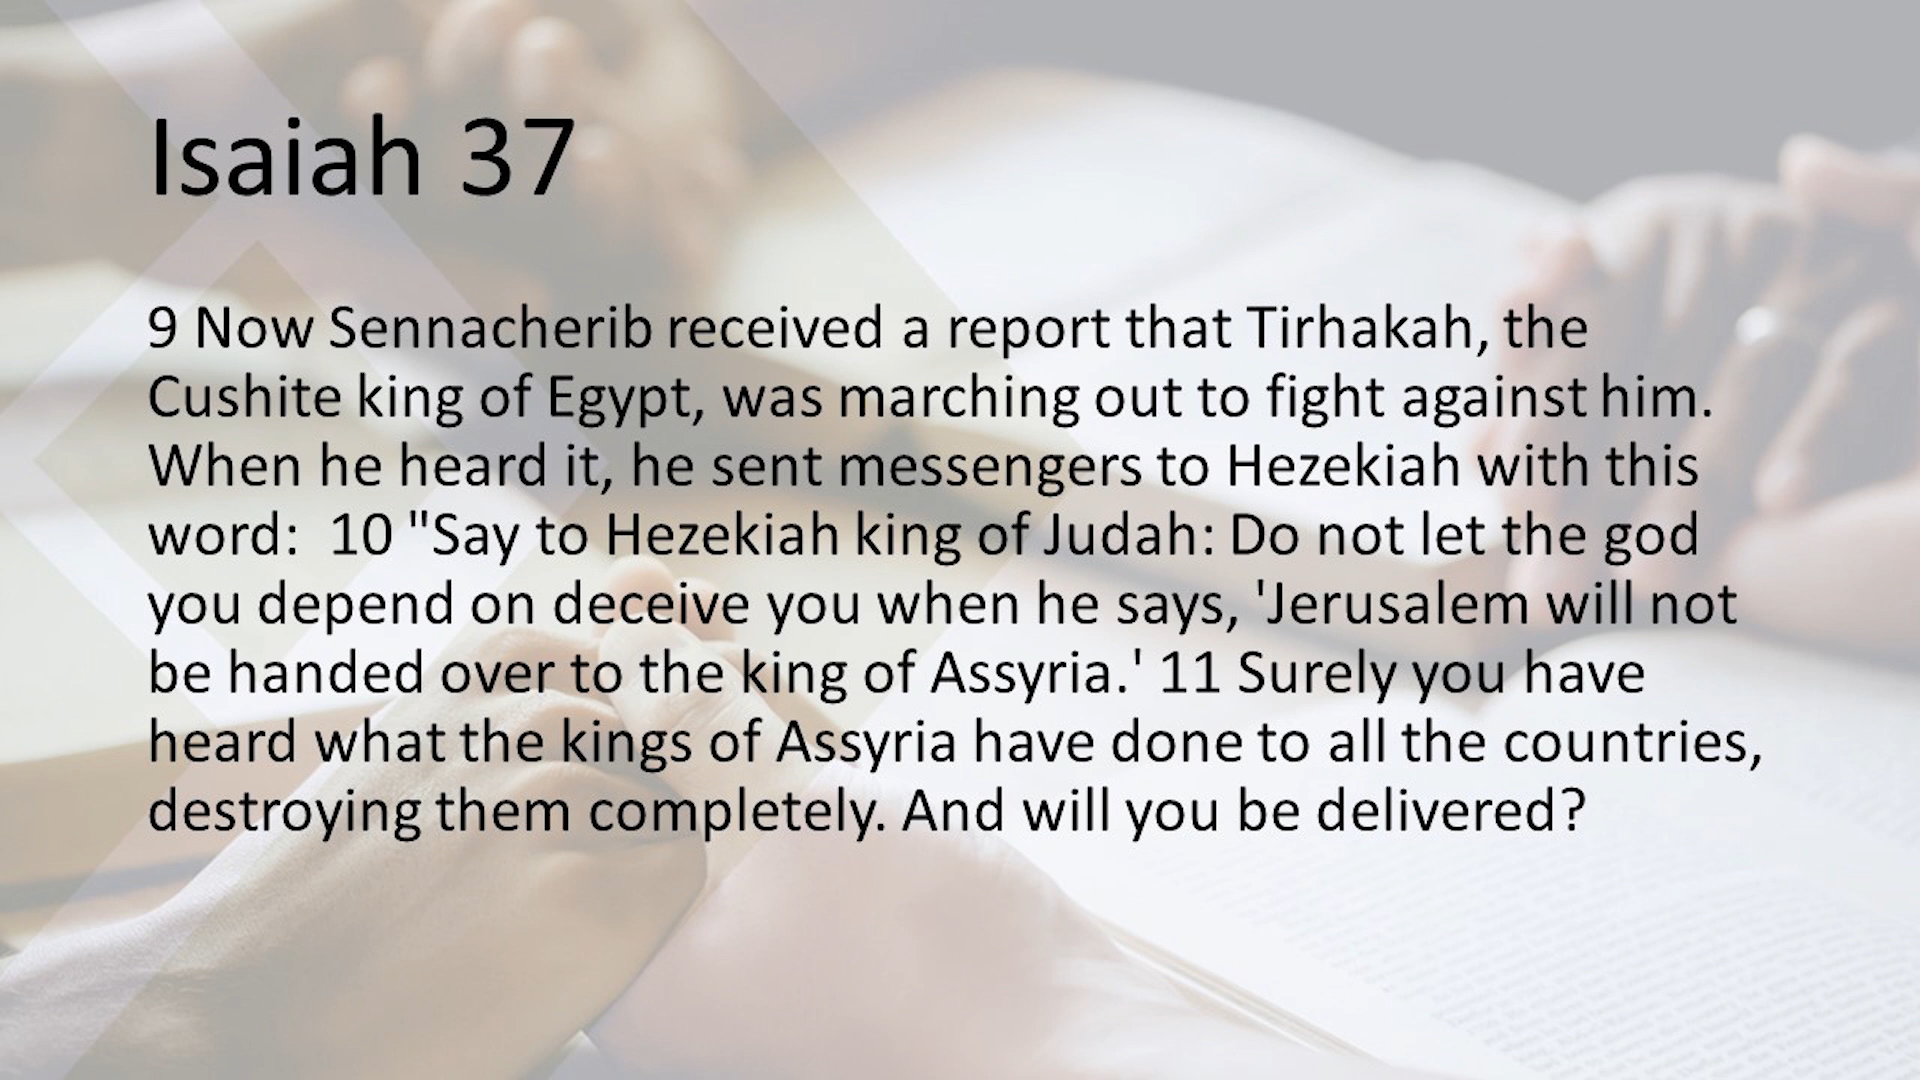 Isaiah 37
9 Now Sennacherib received a report that Tirhakah, the
Cushite king of Egypt, was marching out to fight against him.
When he heard it, he sent messengers to Hezekiah with this
word:  10 "Say to Hezekiah king of Judah: Do not let the god
you depend on deceive you when he says, 'Jerusalem will not
be handed over to the king of Assyria.' 11 Surely you have
heard what the kings of Assyria have done to all the countries,
destroying them completely. And will you be delivered?